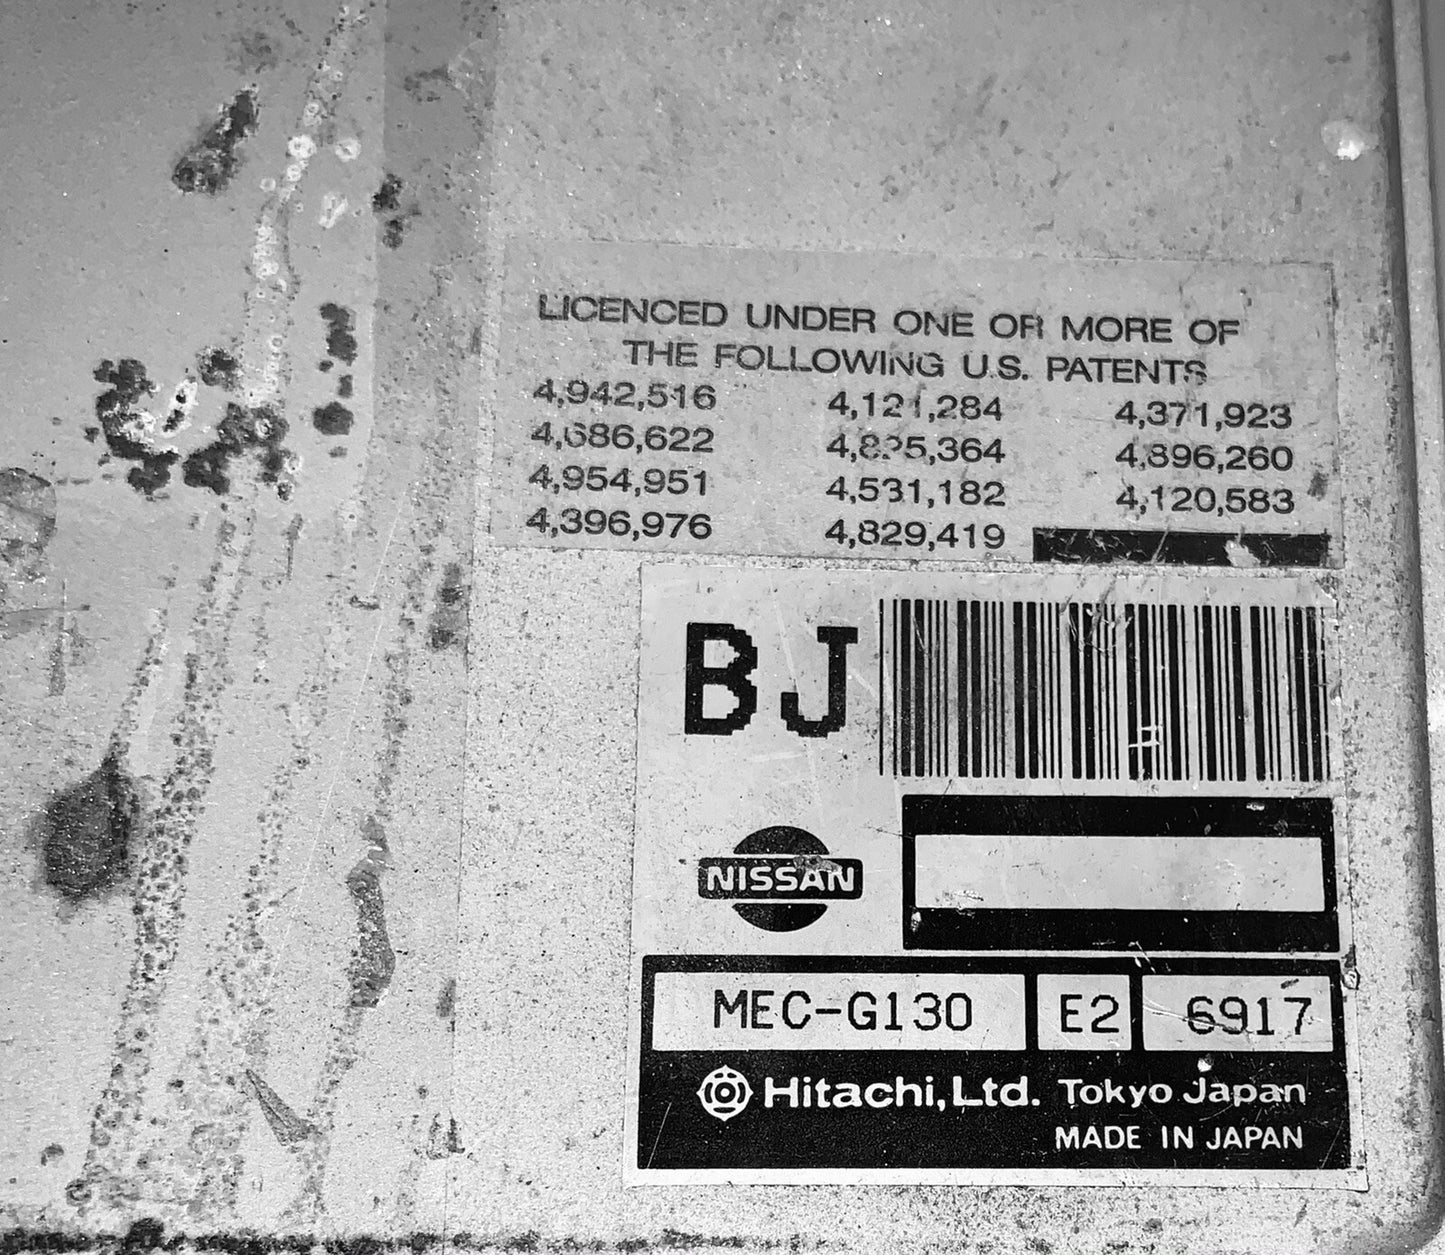 LICENCED UNDER ONE OR MORE OF
THE FOLLOWING U.S. PATENTS
4,942,516 4,121,284 4,371,923
4,686,622 4,835,364 4,896,260
4,954,951 4,531,182 4,120,583
4,396,976 4,829,419
BJ
NISSAN
MEC-G130 E2 6917
Hitachi, Ltd. Tokyo Japan
MADE IN JAPAN